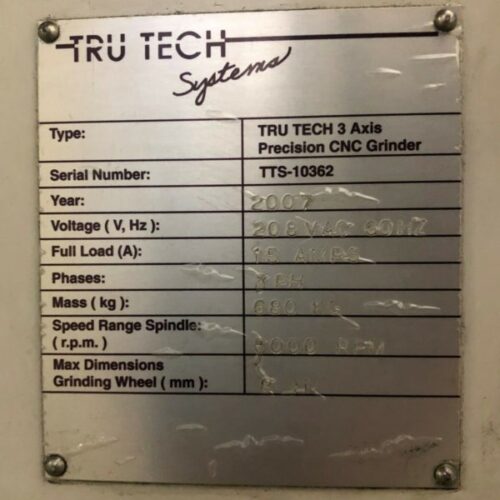 TRU TECH
Systems
Type: TRU TECH 3 Axis
Precision CNC Grinder
Serial Number: TTS-10362
Year: 2007
Voltage ( V, Hz ): 208 VAC 60HZ
Full Load (A): 15 AMPS
Phases: 3 PH
Mass ( kg ): 680 KG
Speed Range Spindle:
( r.p.m. ) RPM
Max Dimensions
Grinding Wheel ( mm ):